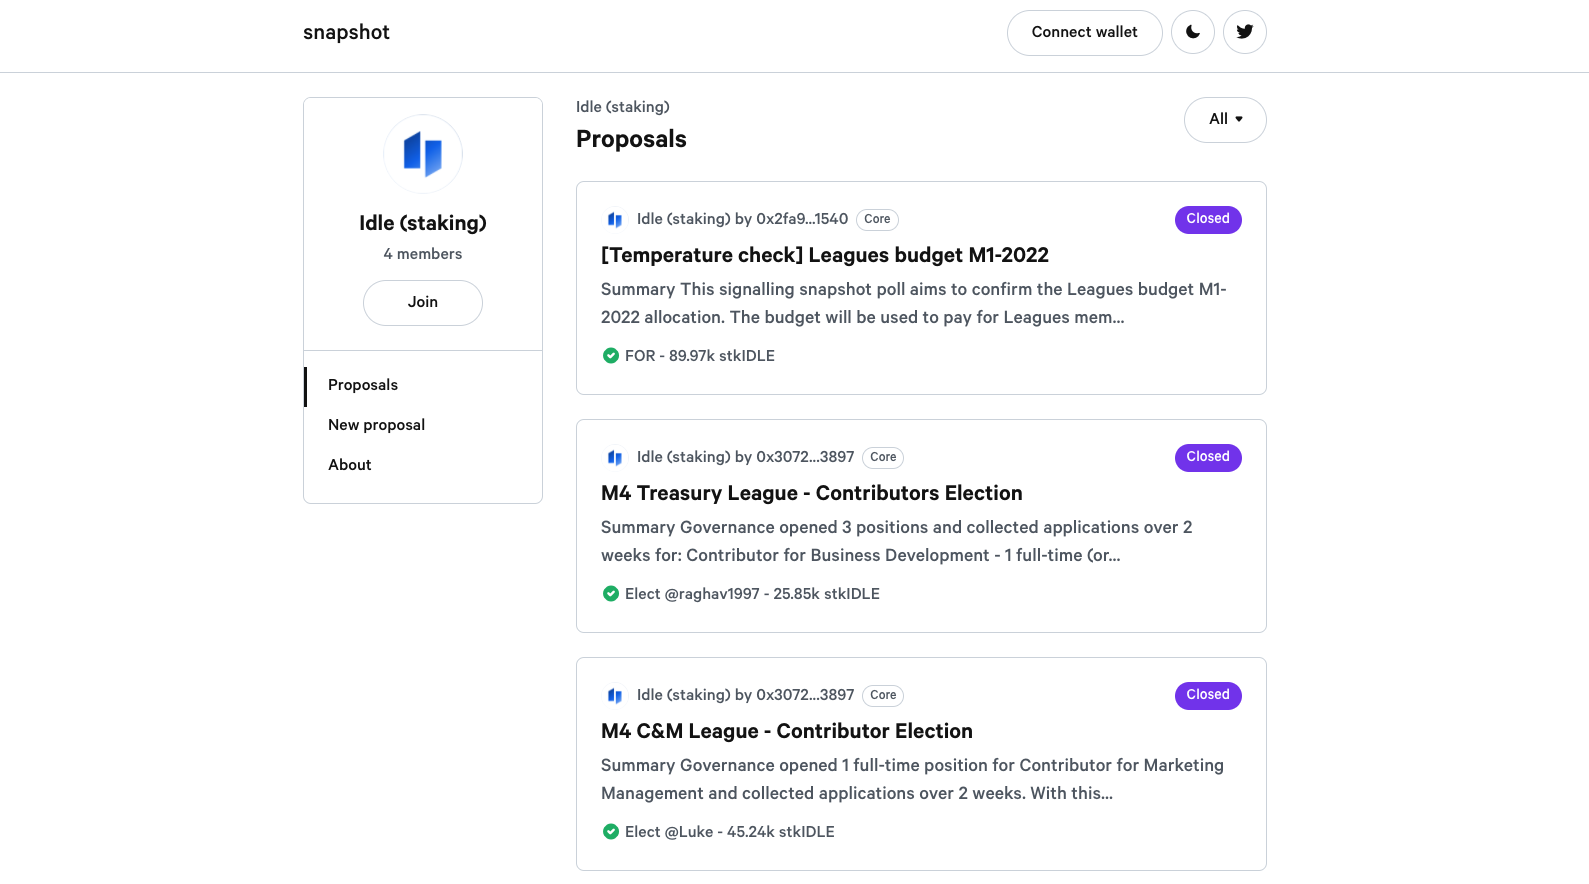 snapshot
Connect wallet
Idle (staking)
4 members
Join
Proposals
New proposal
About
Idle (staking)
Proposals
All
Idle (staking) by 0x2fa9...1540 Core Closed
[Temperature check] Leagues budget M1-2022
Summary This signalling snapshot poll aims to confirm the Leagues budget M1-
2022 allocation. The budget will be used to pay for Leagues mem...
FOR - 89.97k stkIDLE
Idle (staking) by 0x3072...3897 Core Closed
M4 Treasury League - Contributors Election
Summary Governance opened 3 positions and collected applications over 2
weeks for: Contributor for Business Development - 1 full-time (or...
Elect @raghav1997 - 25.85k stkIDLE
Idle (staking) by 0x3072...3897 Core Closed
M4 C&M League - Contributor Election
Summary Governance opened 1 full-time position for Contributor for Marketing
Management and collected applications over 2 weeks. With this...
Elect @Luke - 45.24k stkIDLE